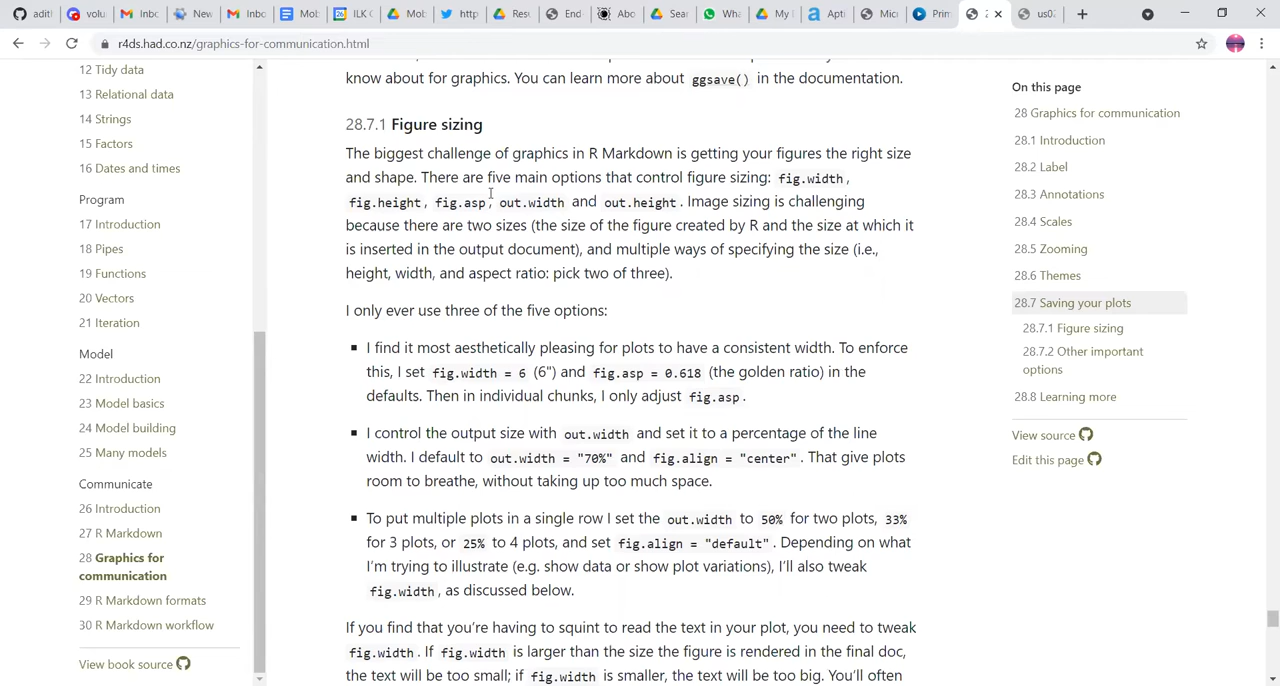 adith
volu
Inbo
New
Inbo
Mob
ILK C
Mob
http
Resu
End-
Abo
Sear
Wha
My D
Apti
Micr
Prim
2
us02
r4ds.had.co.nz/graphics-for-communication.html
12 Tidy data
13 Relational data
14 Strings
15 Factors
16 Dates and times
Program
17 Introduction
18 Pipes
19 Functions
20 Vectors
21 Iteration
Model
22 Introduction
23 Model basics
24 Model building
25 Many models
Communicate
26 Introduction
27 R Markdown
28 Graphics for
communication
29 R Markdown formats
30 R Markdown workflow
View book source
know about for graphics. You can learn more about ggsave() in the documentation.
28.7.1 Figure sizing
The biggest challenge of graphics in R Markdown is getting your figures the right size
and shape. There are five main options that control figure sizing: fig.width,
fig.height, fig.asp, out.width and out.height. Image sizing is challenging
because there are two sizes (the size of the figure created by R and the size at which it
is inserted in the output document), and multiple ways of specifying the size (i.e.,
height, width, and aspect ratio: pick two of three).
I only ever use three of the five options:
▪ I find it most aesthetically pleasing for plots to have a consistent width. To enforce
this, I set fig.width = 6 (6") and fig.asp = 0.618 (the golden ratio) in the
defaults. Then in individual chunks, I only adjust fig.asp.
▪ I control the output size with out.width and set it to a percentage of the line
width. I default to out.width = "70%" and fig.align = "center". That give plots
room to breathe, without taking up too much space.
▪ To put multiple plots in a single row I set the out.width to 50% for two plots, 33%
for 3 plots, or 25% to 4 plots, and set fig.align = "default". Depending on what
I'm trying to illustrate (e.g. show data or show plot variations), I'll also tweak
fig.width, as discussed below.
If you find that you're having to squint to read the text in your plot, you need to tweak
fig.width. If fig.width is larger than the size the figure is rendered in the final doc,
the text will be too small; if fig.width is smaller, the text will be too big. You'll often
On this page
28 Graphics for communication
28.1 Introduction
28.2 Label
28.3 Annotations
28.4 Scales
28.5 Zooming
28.6 Themes
28.7 Saving your plots
28.7.1 Figure sizing
28.7.2 Other important
options
28.8 Learning more
View source
Edit this page